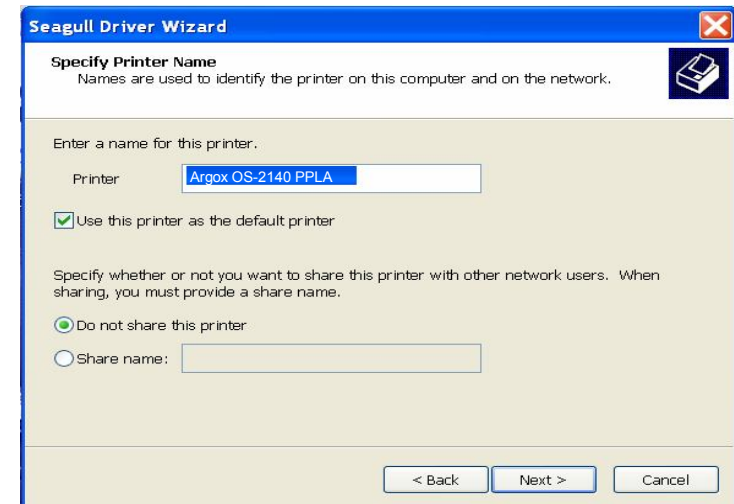 Seagull Driver Wizard
Specify Printer Name
Names are used to identify the printer on this computer and on the network.
Enter a name for this printer.
Printer
Argox OS-2140 PPLA
Use this printer as the default printer
Specify whether or not you want to share this printer with other network users. When
sharing, you must provide a share name.
Do not share this printer
Share name:
< Back
Next >
Cancel